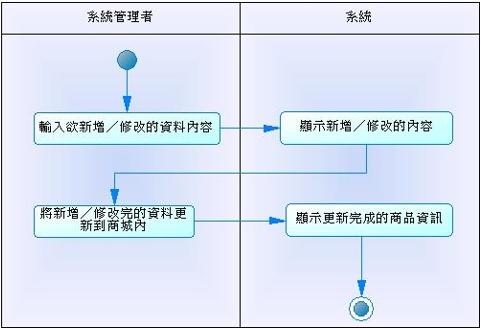 系統管理者
系統
輸入欲新增／修改的資料內容
顯示新增／修改的內容
將新增／修改完的資料更
新到商城內
顯示更新完成的商品資訊